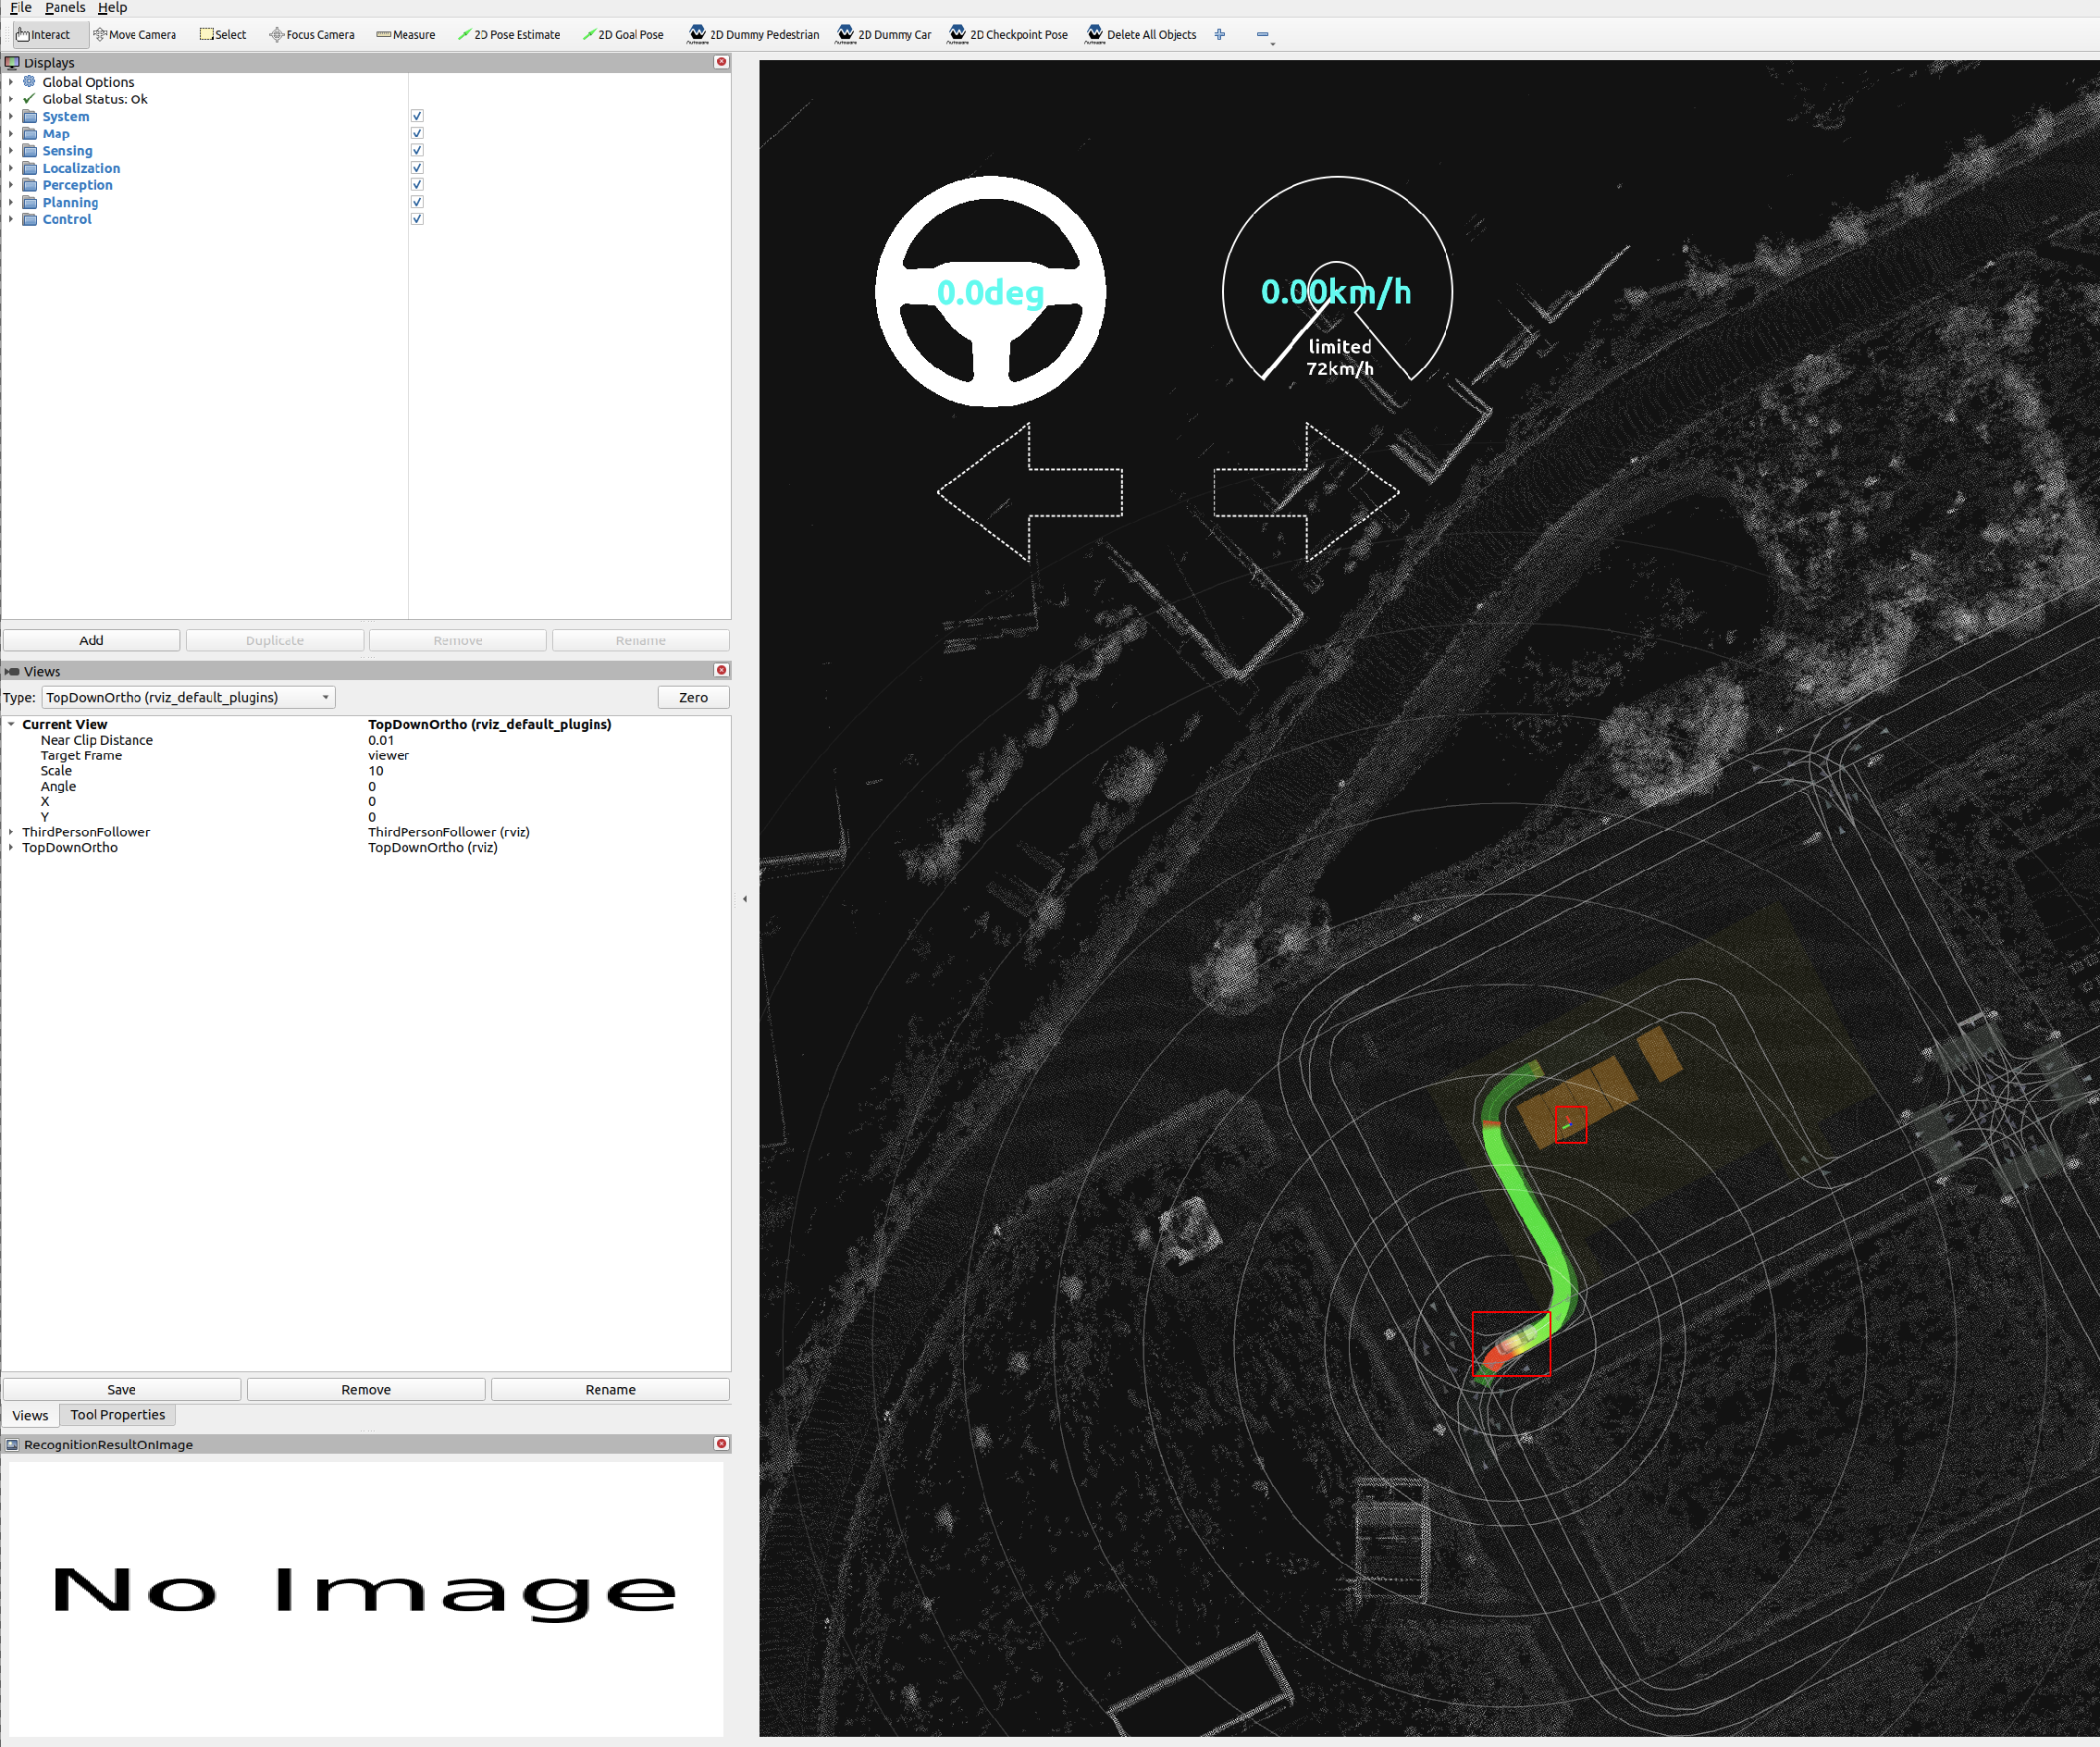 File Panels Help
Interact Move Camera Select Focus Camera Measure 2D Pose Estimate 2D Goal Pose 2D Dummy Pedestrian 2D Dummy Car 2D Checkpoint Pose Delete All Objects
Displays
Global Options
Global Status: Ok
System
Map
Sensing
Localization
Perception
Planning
Control
Add Duplicate Remove Rename
Views
Type: TopDownOrtho (rviz_default_plugins) Zero
Current View TopDownOrtho (rviz_default_plugins)
Near Clip Distance 0.01
Target Frame viewer
Scale 10
Angle 0
X 0
Y 0
ThirdPersonFollower ThirdPersonFollower (rviz)
TopDownOrtho TopDownOrtho (rviz)
Save Remove Rename
Views Tool Properties
RecognitionResultOnImage
No Image
0.0deg
0.00km/h
limited
72km/h